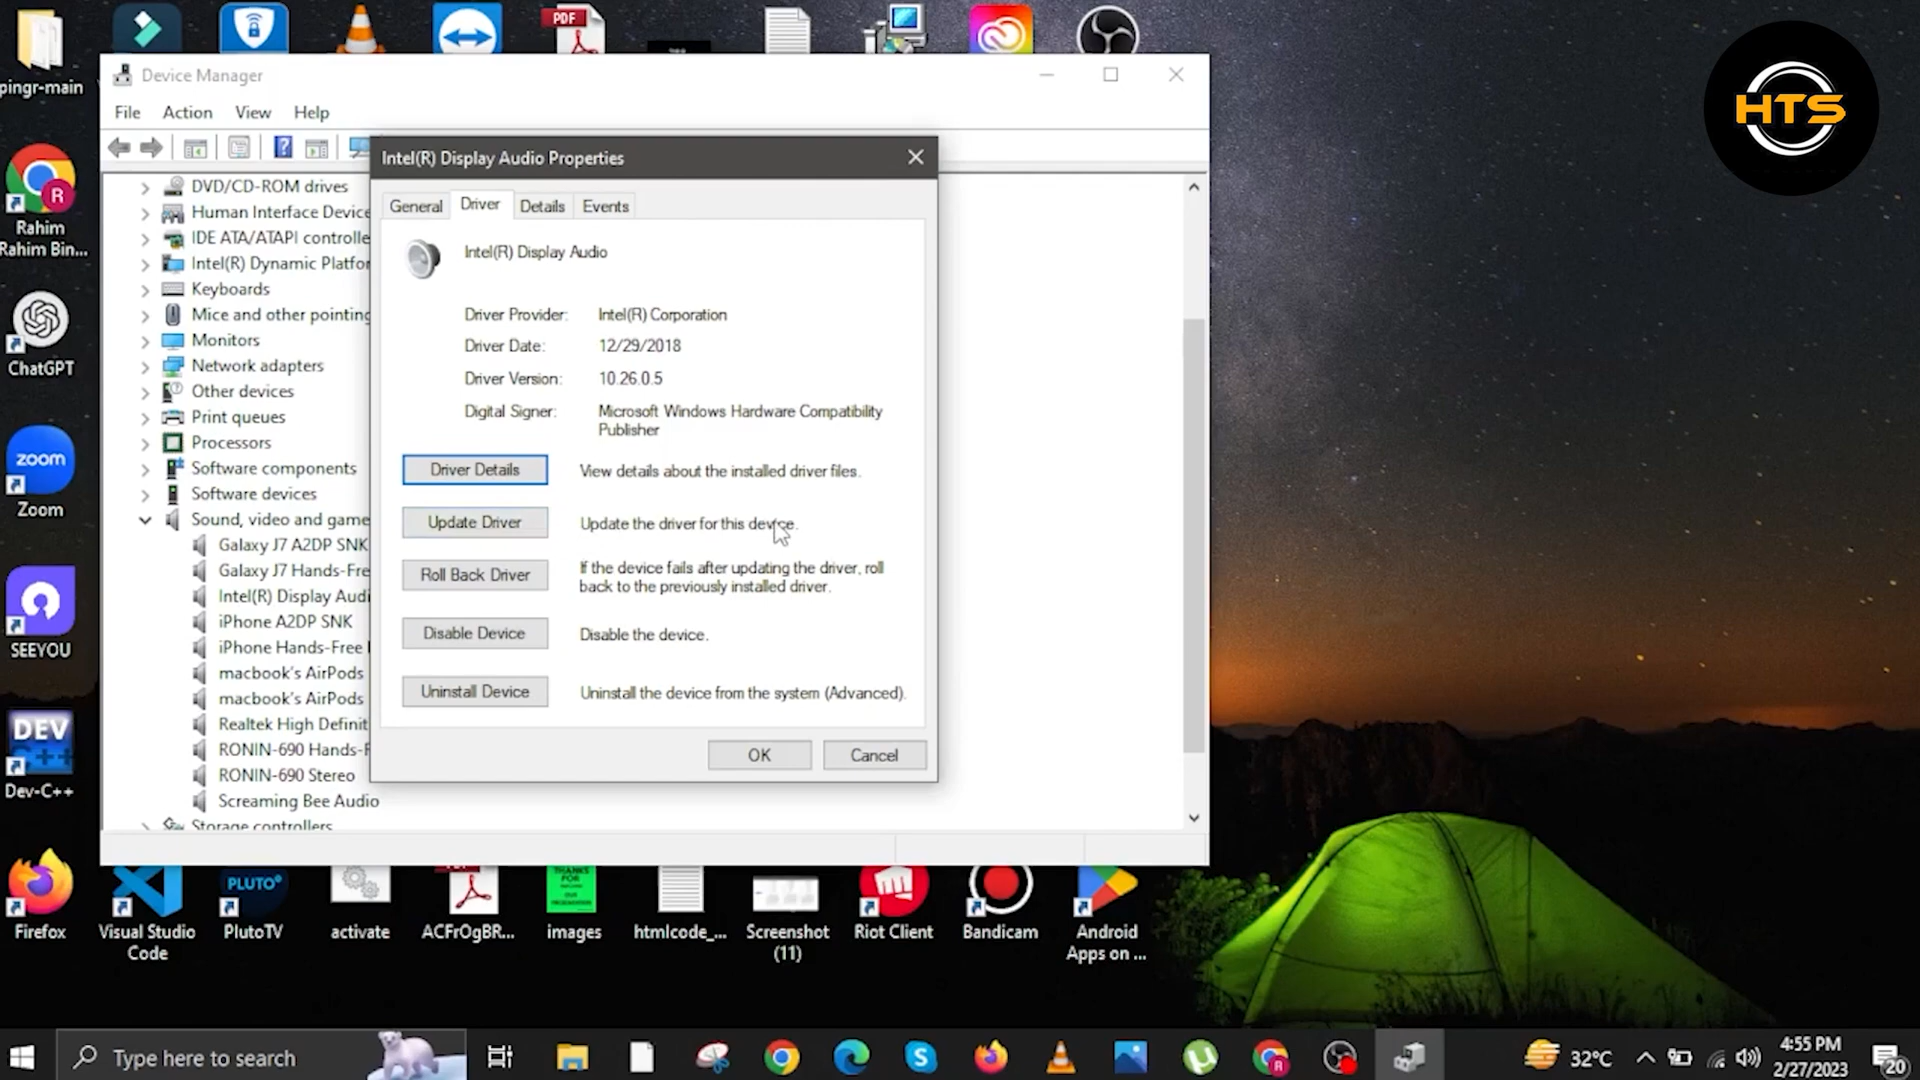 PDF
pingr-main
Rahim
Rahim Bin...
ChatGPT
zoom
Zoom
SEEYOU
DEV
Dev-C++
Firefox
HTS
Device Manager
File Action View Help
DVD/CD-ROM drives
Human Interface Device
IDE ATA/ATAPI controlle
Intel(R) Dynamic Platfor
Keyboards
Mice and other pointing
Monitors
Network adapters
Other devices
Print queues
Processors
Software components
Software devices
Sound, video and game
Galaxy J7 A2DP SNK
Galaxy J7 Hands-Fre
Intel(R) Display Audi
iPhone A2DP SNK
iPhone Hands-Free
macbook's AirPods
macbook's AirPods
Realtek High Definit
RONIN-690 Hands-F
RONIN-690 Stereo
Screaming Bee Audio
Storage controllers
Intel(R) Display Audio Properties
General Driver Details Events
Intel(R) Display Audio
Driver Provider: Intel(R) Corporation
Driver Date: 12/29/2018
Driver Version: 10.26.0.5
Digital Signer: Microsoft Windows Hardware Compatibility
Publisher
Driver Details View details about the installed driver files.
Update Driver Update the driver for this device.
Roll Back Driver If the device fails after updating the driver, roll
back to the previously installed driver.
Disable Device Disable the device.
Uninstall Device Uninstall the device from the system (Advanced).
OK Cancel
PLUTO
THANKS
FOR
Visual Studio
Code
PlutoTV
activate
ACFrOgBR...
images
htmlcode_...
Screenshot
(11)
Riot Client
Bandicam
Android
Apps on ...
Type here to search
32°C
4:55 PM
2/27/2023
20